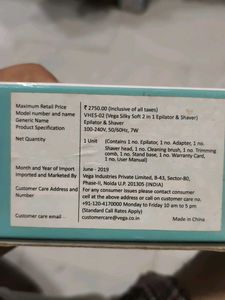 Maximum Retail Price ₹ 2750.00 (Inclusive of all taxes)
Model number and name VHES-02 (Vega Silky Soft 2 in 1 Epilator & Shaver)
Generic Name Epilator & Shaver
Product Specification 100-240V, 50/60Hz, 7W
Net Quantity 1 Unit (Contains 1 no. Epilator, 1 no. Adapter, 1 no.
Shaver head, 1 no. Cleaning brush, 1 no. Trimming
comb, 1 no. Stand base, 1 no. Warranty Card,
1 no. User Manual)
Month and Year of Import June - 2019
Imported and Marketed By Vega Industries Private Limited, B-43, Sector-80,
Phase-II, Noida U.P. 201305 (INDIA)
Customer Care Address and For any consumer issues please contact consumer
Number cell at the above address or call on customer care no.
+91-120-4170000 Monday to Friday 10 am to 5 pm
(Standard Call Rates Apply)
Customer care email customercare@vega.co.in
Made in China